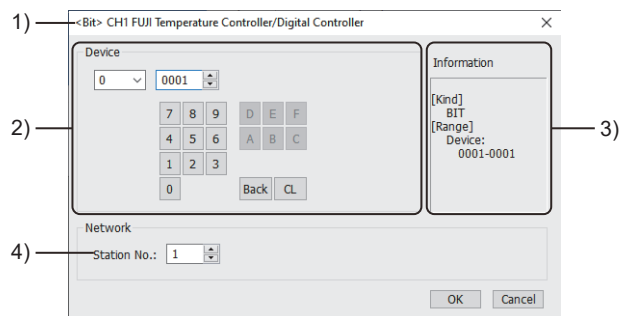 1)
<Bit> CH1 FUJI Temperature Controller/Digital Controller
2)
Device
0 0001
7 8 9 D E F
4 5 6 A B C
1 2 3
0 Back CL
3)
Information
[Kind]
BIT
[Range]
Device:
0001-0001
4)
Network
Station No.: 1
OK Cancel